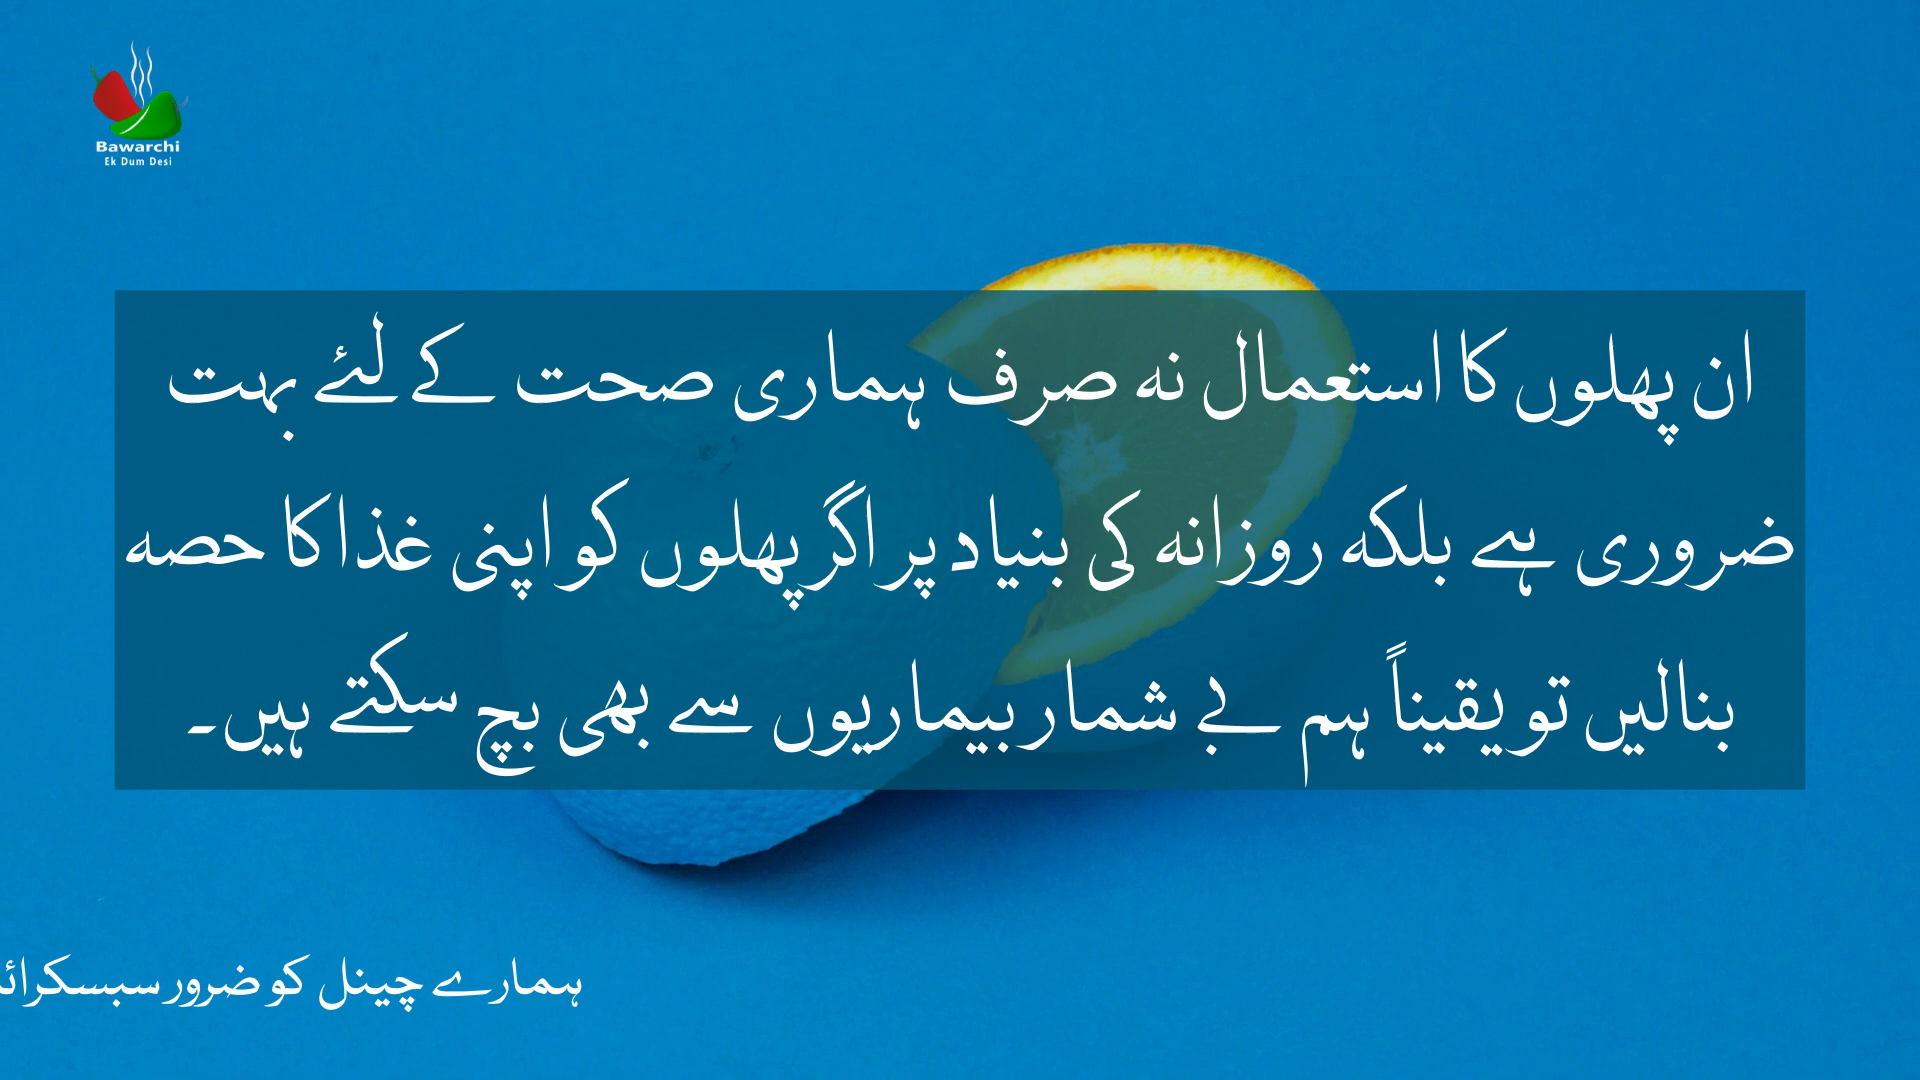 Bawarchi
Ek Dum Desi
ان پھلوں کا استعمال نہ صرف ہماری صحت کے لئے بہت
ضروری ہے بلکہ روزانہ کی بنیاد پر اگر پھلوں کو اپنی غذا کا حصہ
بنالیں تو یقیناً ہم بے شمار بیماریوں سے بھی بچ سکتے ہیں۔
ہمارے چینل کو ضرور